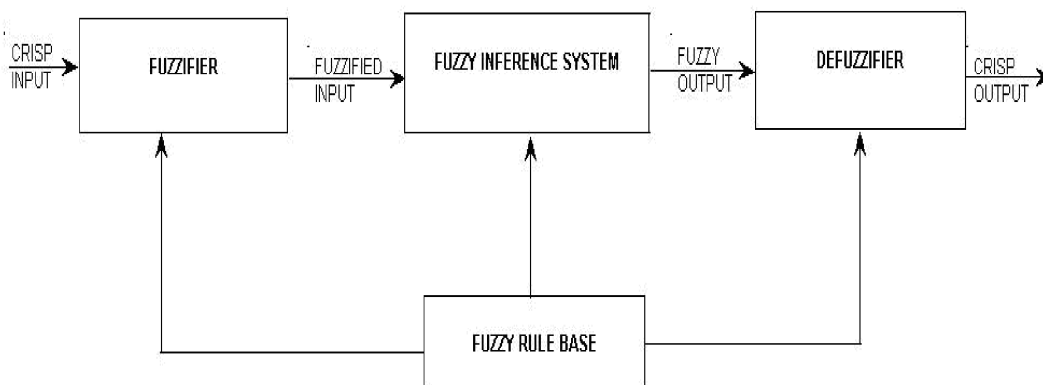 CRISP
INPUT
FUZZIFIER
FUZZIFIED
INPUT
FUZZY INFERENCE SYSTEM
FUZZY
OUTPUT
DEFUZZIFIER
CRISP
OUTPUT
FUZZY RULE BASE